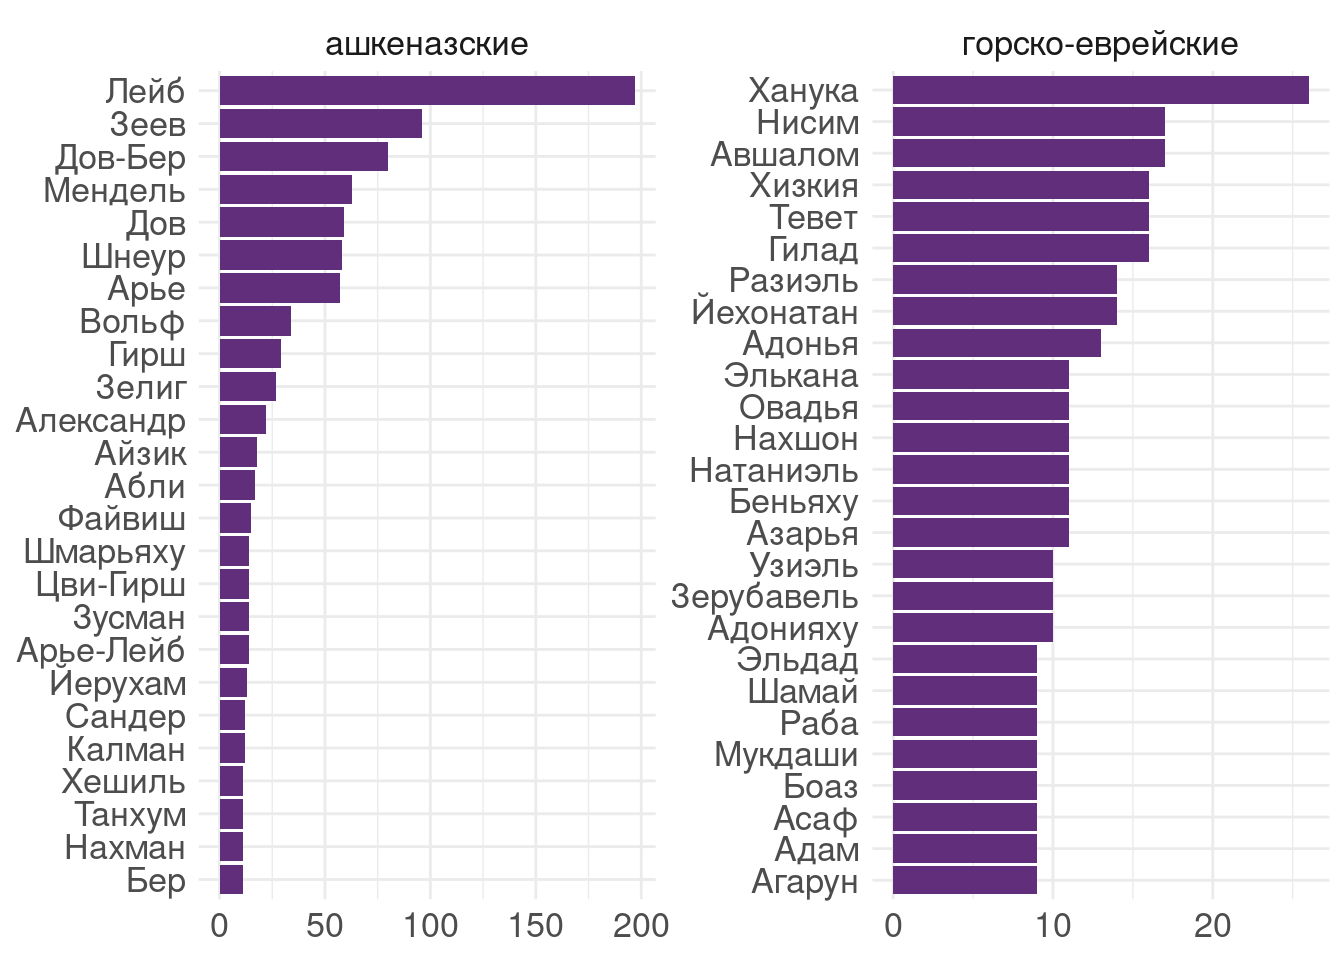 ашкеназские
Лейб
Зеев
Дов-Бер
Мендель
Дов
Шнеур
Арье
Вольф
Гирш
Зелиг
Александр
Айзик
Абли
Файвиш
Шмарьяху
Цви-Гирш
Зусман
Арье-Лейб
Йерухам
Сандер
Калман
Хешиль
Танхум
Нахман
Бер
0 50 100 150 200
горско-еврейские
Ханука
Нисим
Авшалом
Хизкия
Тевет
Гилад
Разиэль
Йехонатан
Адонья
Элькана
Овадья
Нахшон
Натаниэль
Беньяху
Азарья
Узиэль
Зерубавель
Адонияху
Эльдад
Шамай
Раба
Мукдаши
Боаз
Асаф
Адам
Агарун
0 10 20